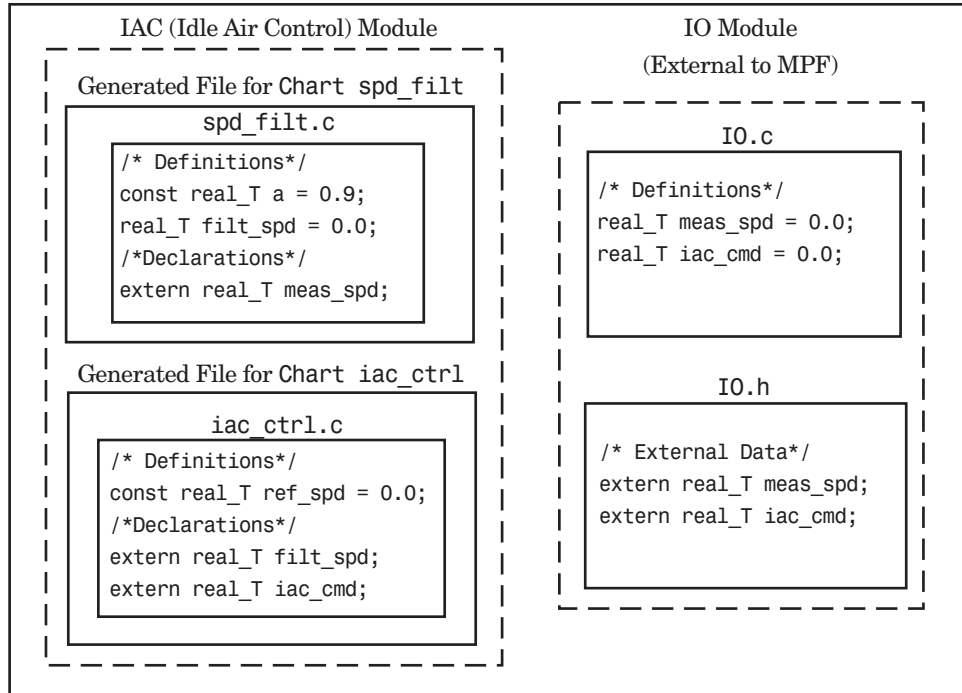 IAC (Idle Air Control) Module
Generated File for Chart spd_filt
spd_filt.c
/* Definitions*/
const real_T a = 0.9;
real_T filt_spd = 0.0;
/*Declarations*/
extern real_T meas_spd;
Generated File for Chart iac_ctrl
iac_ctrl.c
/* Definitions*/
const real_T ref_spd = 0.0;
/*Declarations*/
extern real_T filt_spd;
extern real_T iac_cmd;
IO Module
(External to MPF)
IO.c
/* Definitions*/
real_T meas_spd = 0.0;
real_T iac_cmd = 0.0;
IO.h
/* External Data*/
extern real_T meas_spd;
extern real_T iac_cmd;